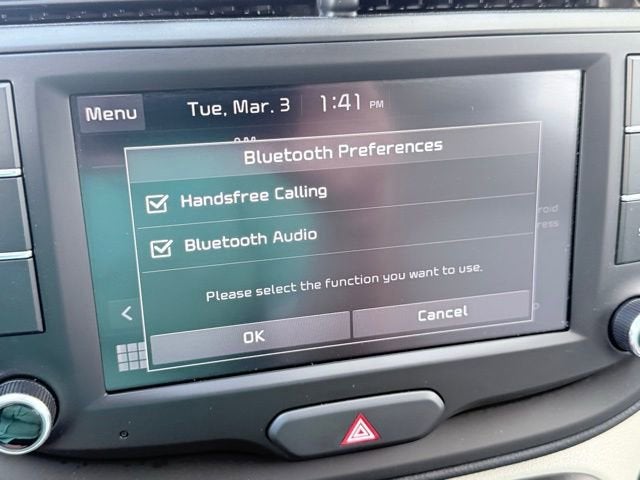 Menu Tue, Mar. 3 1:41 PM
Bluetooth Preferences
Handsfree Calling
Bluetooth Audio
Please select the function you want to use.
OK Cancel